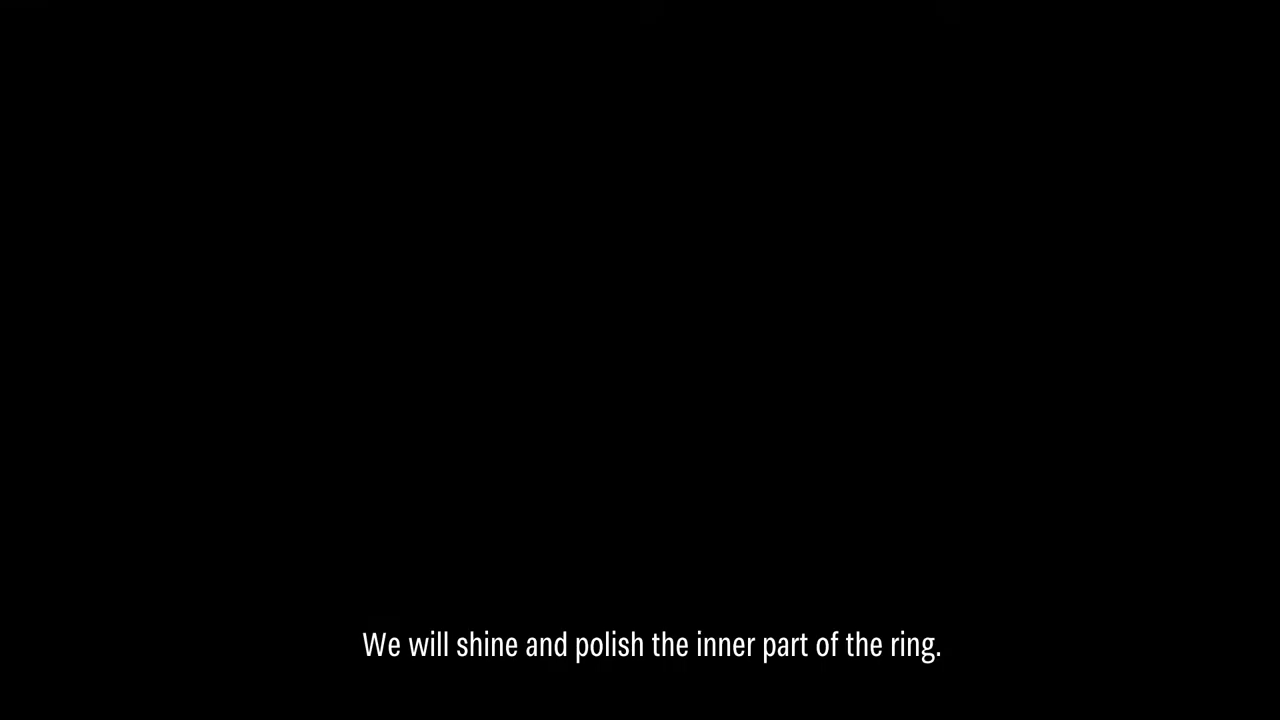 We will shine and polish the inner part of the ring.